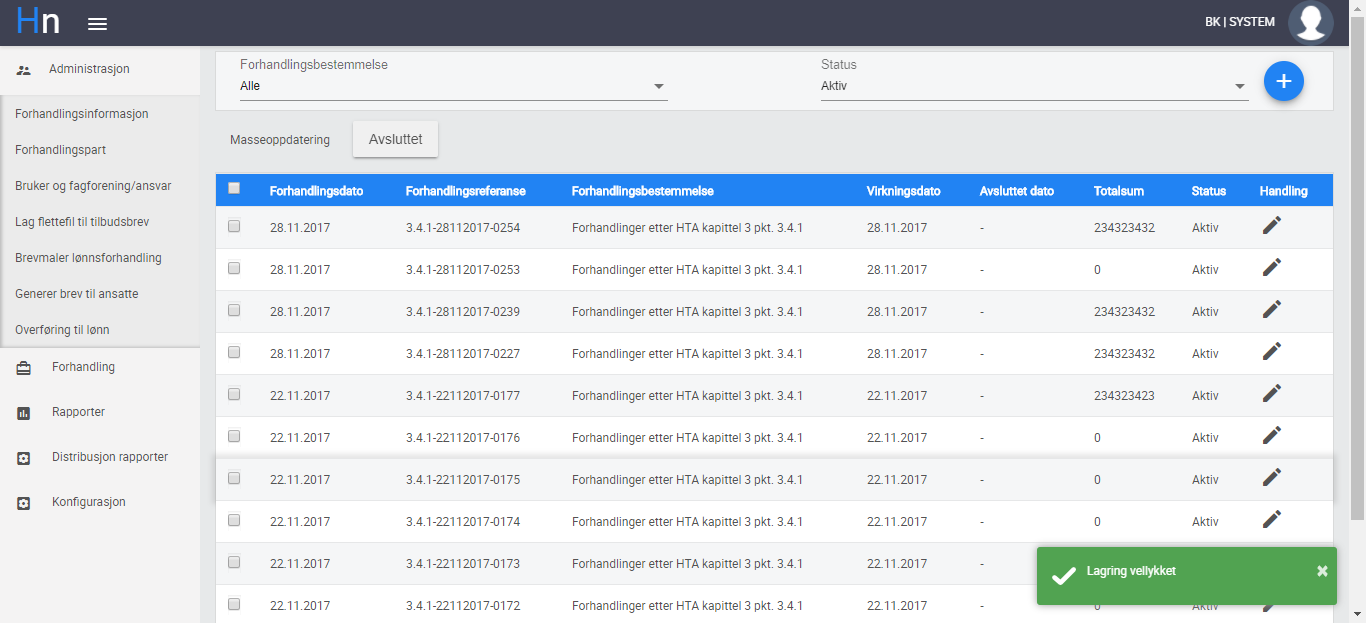 Hn
BK | SYSTEM
Administrasjon
Forhandlingsinformasjon
Forhandlingspart
Bruker og fagforening/ansvar
Lag flettefil til tilbudsbrev
Brevmaler lønnsforhandling
Generer brev til ansatte
Overføring til lønn
Forhandling
Rapporter
Distribusjon rapporter
Konfigurasjon
Forhandlingsbestemmelse Status
Alle Aktiv
Masseoppdatering Avsluttet
Forhandlingsdato Forhandlingsreferanse Forhandlingsbestemmelse Virkningsdato Avsluttet dato Totalsum Status Handling
28.11.2017 3.4.1-28112017-0254 Forhandlinger etter HTA kapittel 3 pkt. 3.4.1 28.11.2017 - 234323432 Aktiv
28.11.2017 3.4.1-28112017-0253 Forhandlinger etter HTA kapittel 3 pkt. 3.4.1 28.11.2017 - 0 Aktiv
28.11.2017 3.4.1-28112017-0239 Forhandlinger etter HTA kapittel 3 pkt. 3.4.1 28.11.2017 - 234323432 Aktiv
28.11.2017 3.4.1-28112017-0227 Forhandlinger etter HTA kapittel 3 pkt. 3.4.1 28.11.2017 - 234323432 Aktiv
22.11.2017 3.4.1-22112017-0177 Forhandlinger etter HTA kapittel 3 pkt. 3.4.1 22.11.2017 - 234323423 Aktiv
22.11.2017 3.4.1-22112017-0176 Forhandlinger etter HTA kapittel 3 pkt. 3.4.1 22.11.2017 - 0 Aktiv
22.11.2017 3.4.1-22112017-0175 Forhandlinger etter HTA kapittel 3 pkt. 3.4.1 22.11.2017 - 0 Aktiv
22.11.2017 3.4.1-22112017-0174 Forhandlinger etter HTA kapittel 3 pkt. 3.4.1 22.11.2017 - 0 Aktiv
22.11.2017 3.4.1-22112017-0173 Forhandlinger etter HTA kapittel 3 pkt. 3.4.1 22.11.2017 -
Lagring vellykket
22.11.2017 3.4.1-22112017-0172 Forhandlinger etter HTA kapittel 3 pkt. 3.4.1 22.11.2017 - 0 Aktiv